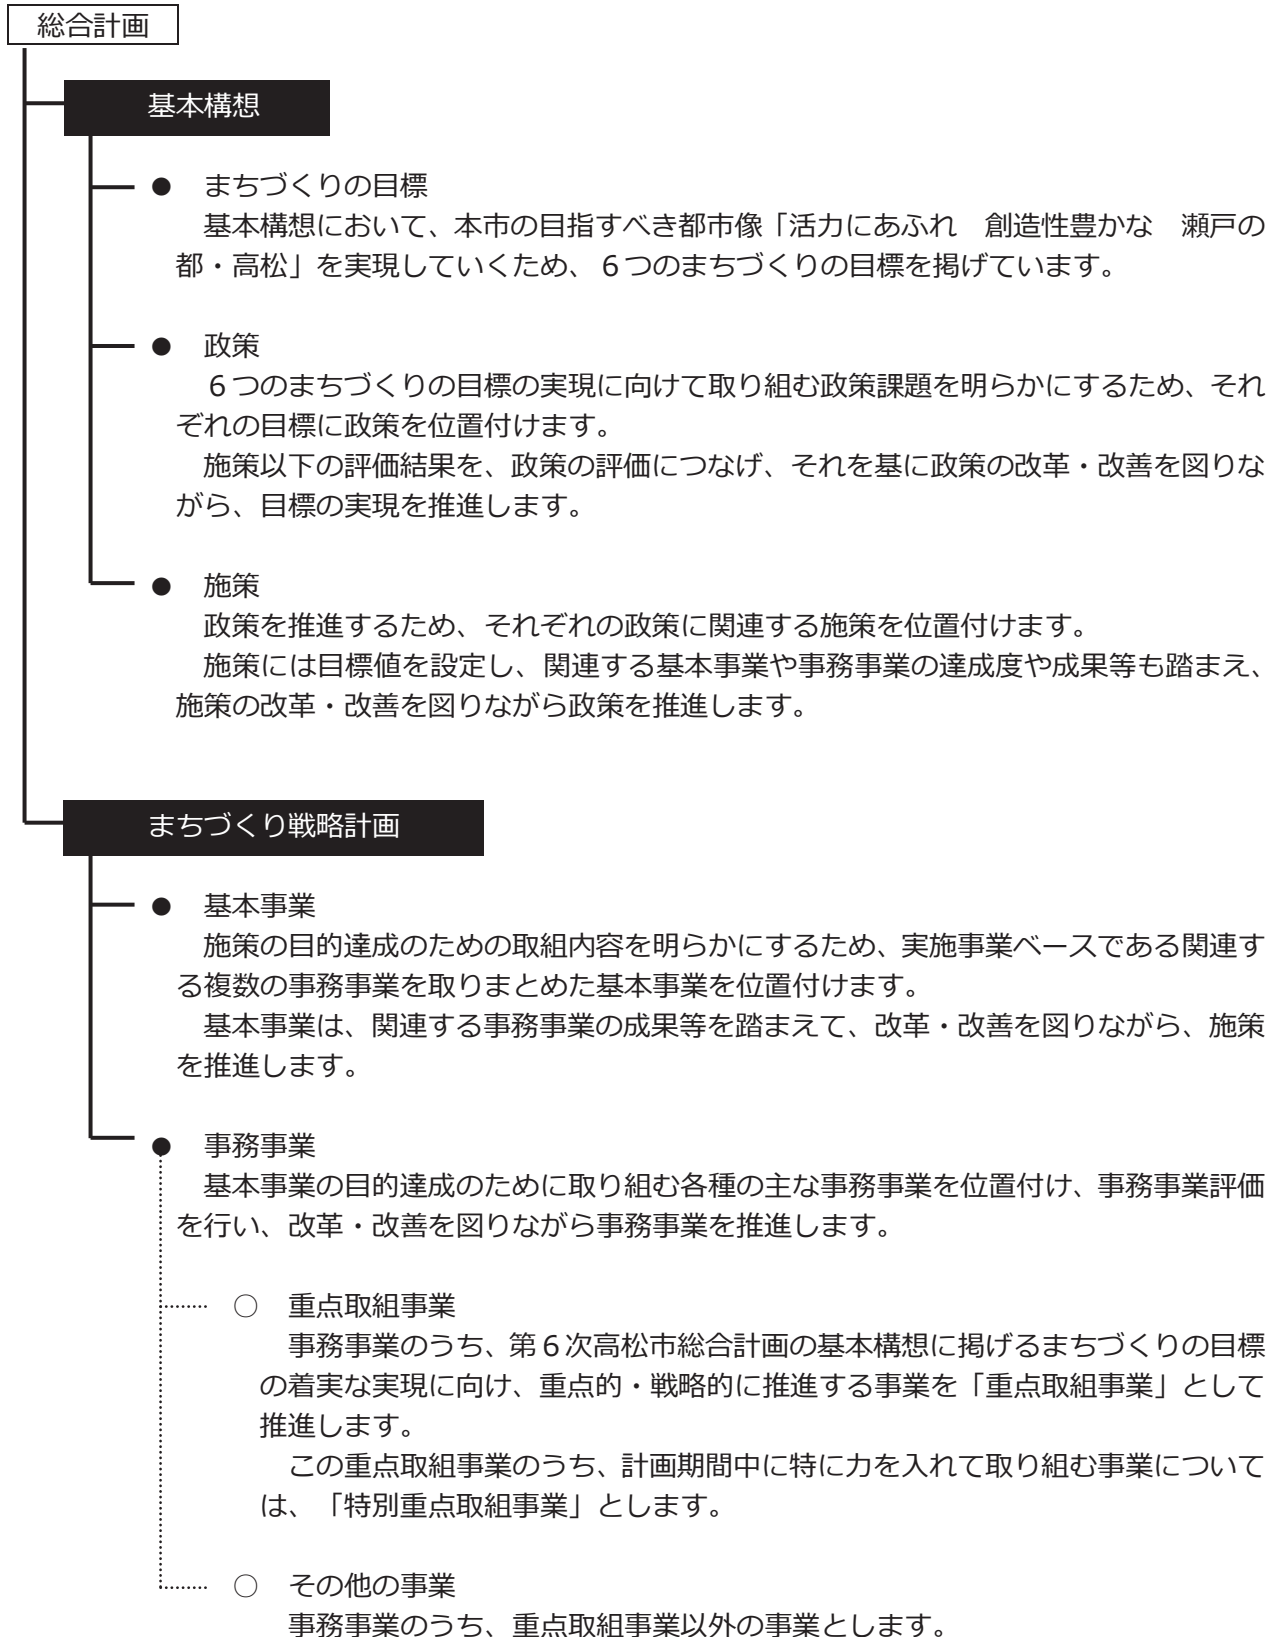 総合計画
基本構想
● まちづくりの目標
基本構想において、本市の目指すべき都市像「活力にあふれ　創造性豊かな　瀬戸の
都・高松」を実現していくため、６つのまちづくりの目標を掲げています。
● 政策
６つのまちづくりの目標の実現に向けて取り組む政策課題を明らかにするため、それ
ぞれの目標に政策を位置付けます。
施策以下の評価結果を、政策の評価につなげ、それを基に政策の改革・改善を図りな
がら、目標の実現を推進します。
● 施策
政策を推進するため、それぞれの政策に関連する施策を位置付けます。
施策には目標値を設定し、関連する基本事業や事務事業の達成度や成果等も踏まえ、
施策の改革・改善を図りながら政策を推進します。
まちづくり戦略計画
● 基本事業
施策の目的達成のための取組内容を明らかにするため、実施事業ベースである関連す
る複数の事務事業を取りまとめた基本事業を位置付けます。
基本事業は、関連する事務事業の成果等を踏まえて、改革・改善を図りながら、施策
を推進します。
● 事務事業
基本事業の目的達成のために取り組む各種の主な事務事業を位置付け、事務事業評価
を行い、改革・改善を図りながら事務事業を推進します。
○ 重点取組事業
事務事業のうち、第６次高松市総合計画の基本構想に掲げるまちづくりの目標
の着実な実現に向け、重点的・戦略的に推進する事業を「重点取組事業」として
推進します。
この重点取組事業のうち、計画期間中に特に力を入れて取り組む事業について
は、「特別重点取組事業」とします。
○ その他の事業
事務事業のうち、重点取組事業以外の事業とします。